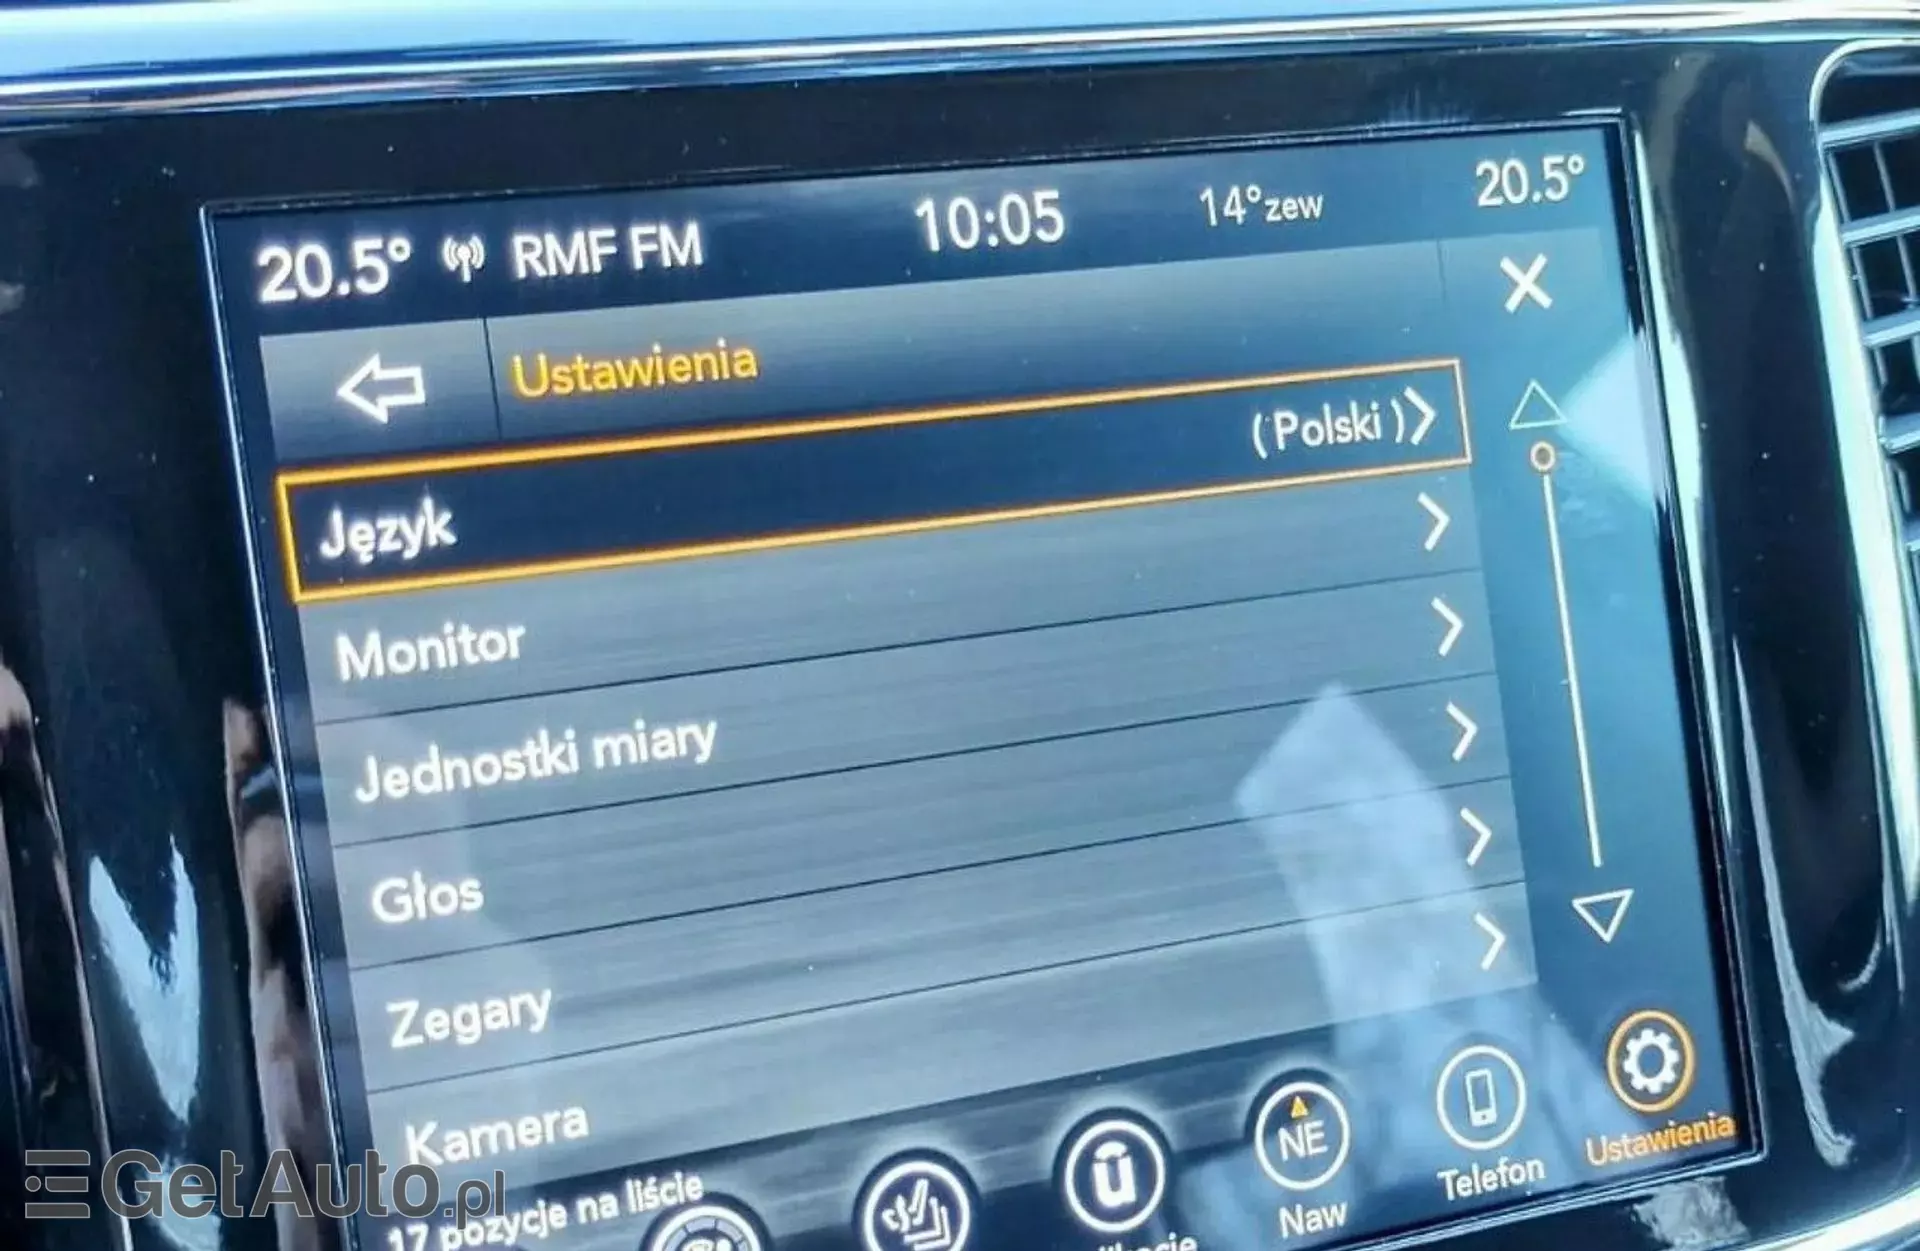 20.5° RMF FM 10:05 14°zew 20.5°
Ustawienia
Język ( Polski )
Monitor
Jednostki miary
Głos
Zegary
Kamera
17 pozycje na liście
NE
Naw
Telefon
Ustawienia
GetAuto.pl